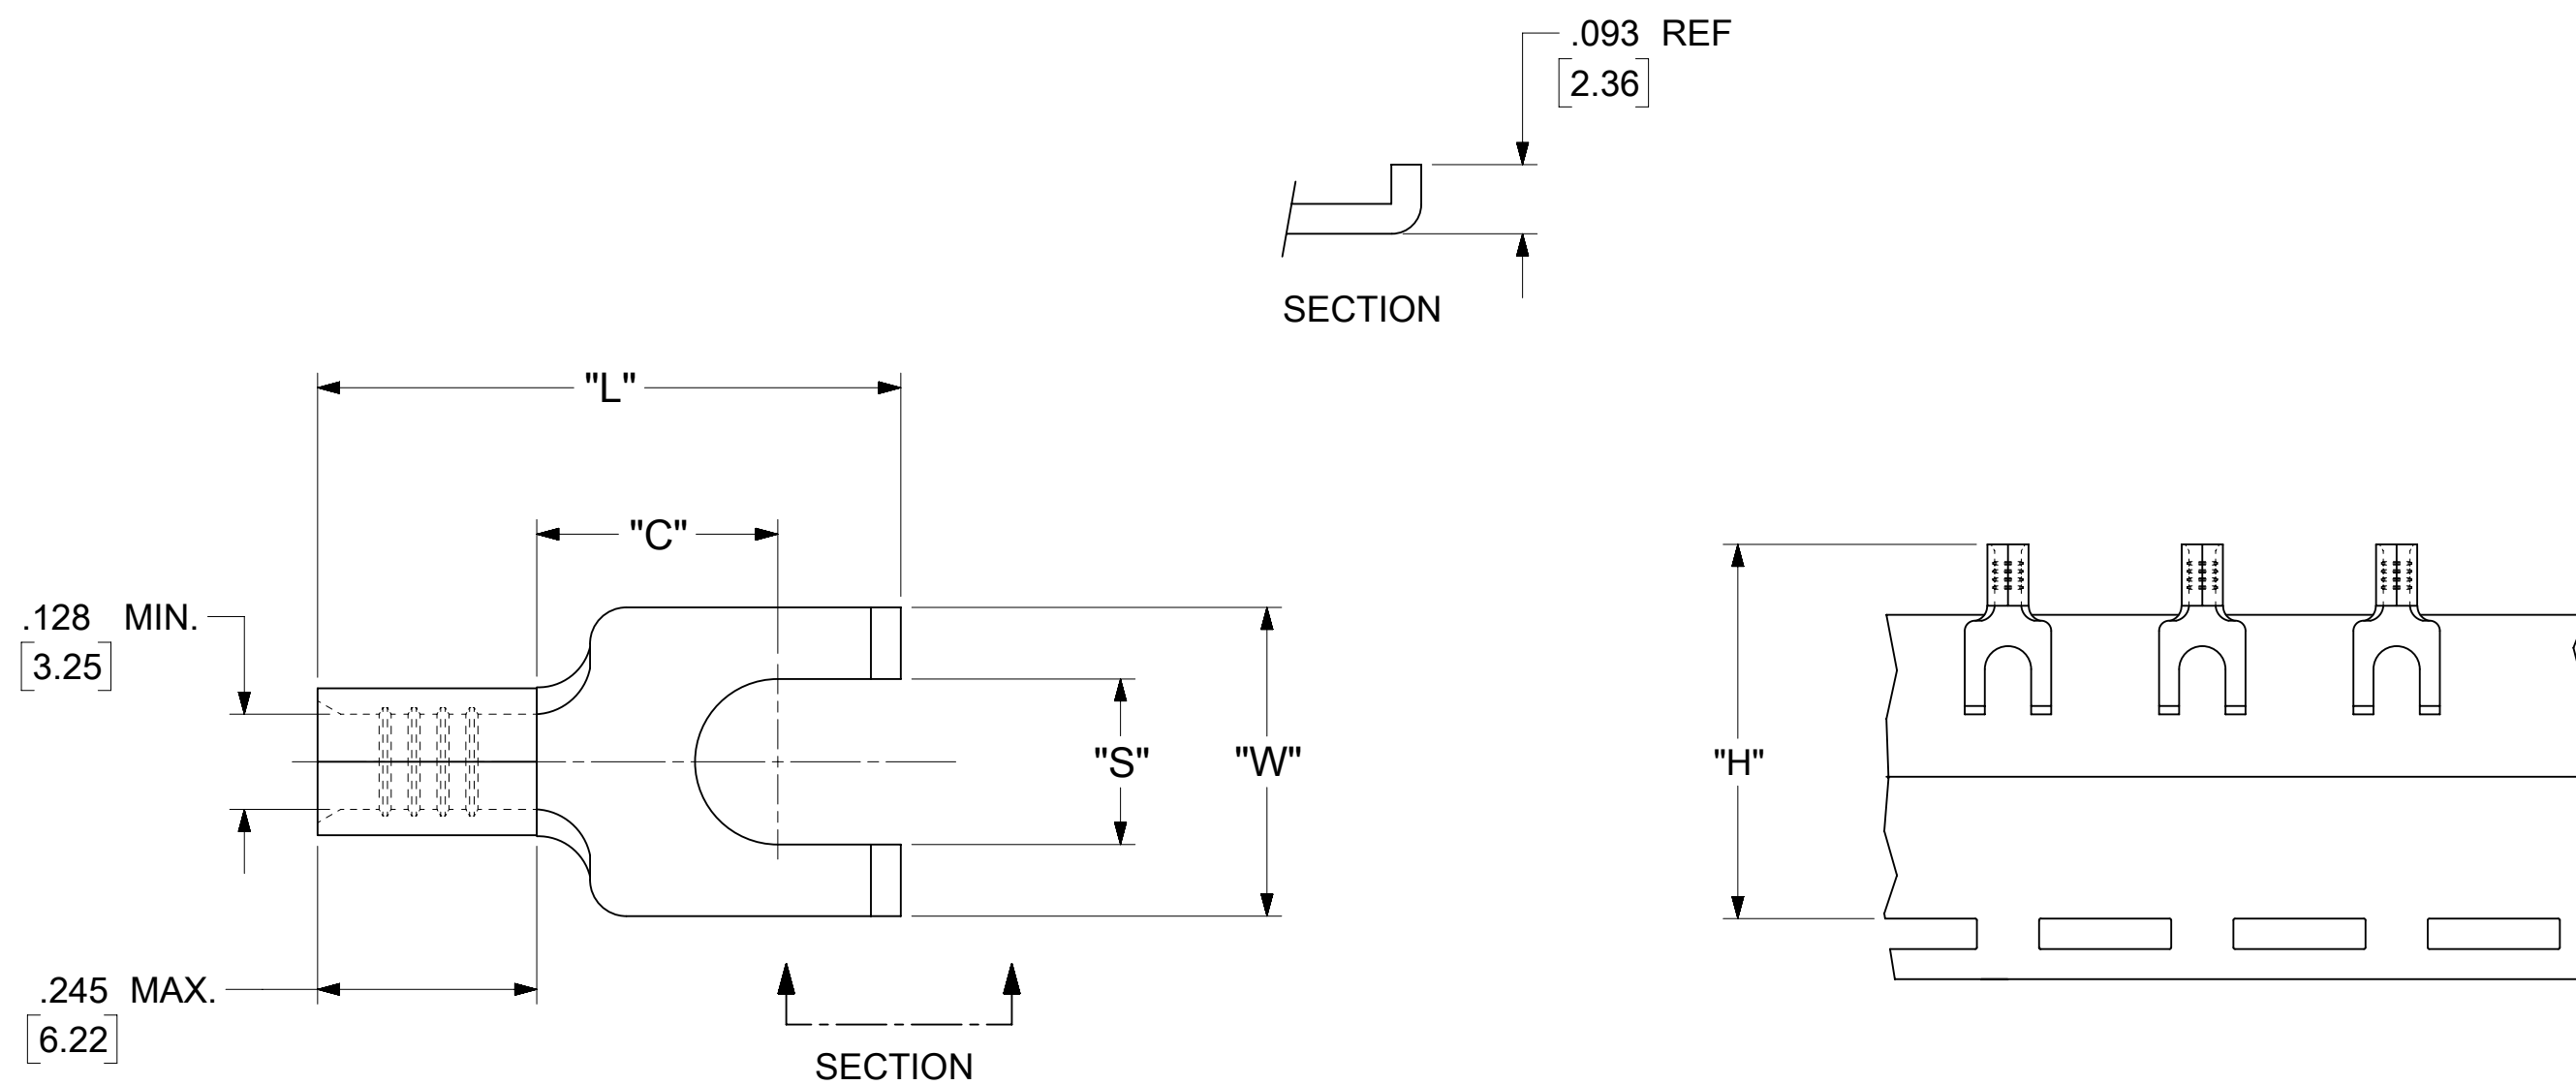 .093 REF
[2.36]
SECTION
"L"
"C"
.128 MIN.
[3.25]
"S"
"W"
"H"
.245 MAX.
[6.22]
SECTION